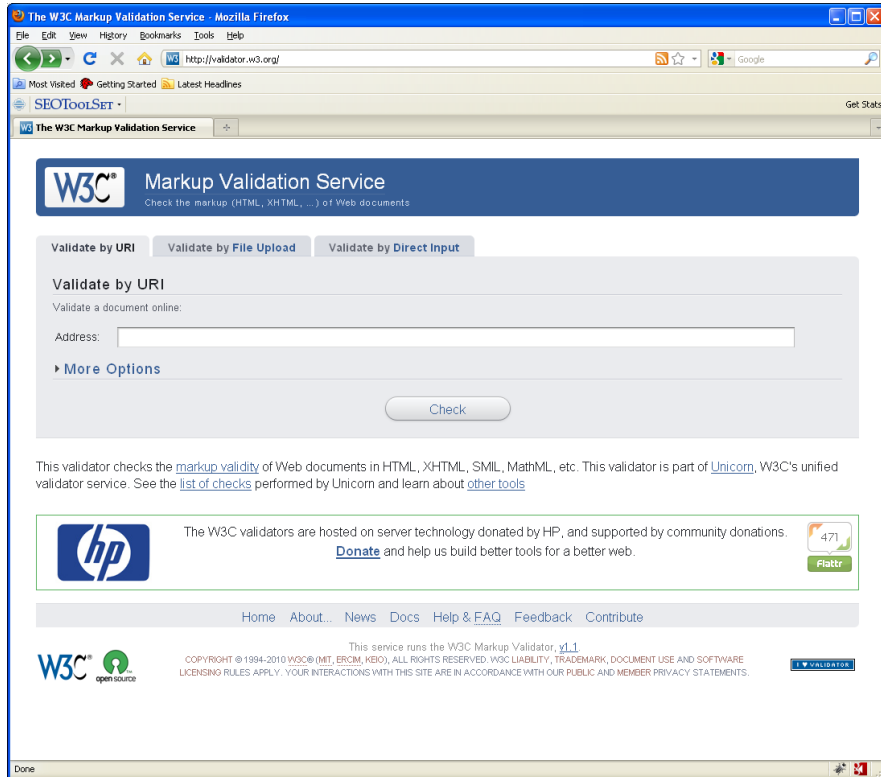 The W3C Markup Validation Service - Mozilla Firefox
File Edit View History Bookmarks Tools Help
W3 http://validator.w3.org/ Google
Most Visited Getting Started Latest Headlines
SEOToolSet Get Stats
W3 The W3C Markup Validation Service
W3C® Markup Validation Service
Check the markup (HTML, XHTML, ...) of Web documents
Validate by URI Validate by File Upload Validate by Direct Input
Validate by URI
Validate a document online:
Address:
More Options
Check
This validator checks the markup validity of Web documents in HTML, XHTML, SMIL, MathML, etc. This validator is part of Unicorn, W3C's unified
validator service. See the list of checks performed by Unicorn and learn about other tools
hp
The W3C validators are hosted on server technology donated by HP, and supported by community donations.
Donate and help us build better tools for a better web.
471
Flattr
Home About... News Docs Help & FAQ Feedback Contribute
W3C® open source
This service runs the W3C Markup Validator, v1.1.
COPYRIGHT © 1994-2010 W3C® (MIT, ERCIM, KEIO), ALL RIGHTS RESERVED. W3C LIABILITY, TRADEMARK, DOCUMENT USE AND SOFTWARE
LICENSING RULES APPLY. YOUR INTERACTIONS WITH THIS SITE ARE IN ACCORDANCE WITH OUR PUBLIC AND MEMBER PRIVACY STATEMENTS.
I ♥ VALIDATOR
Done